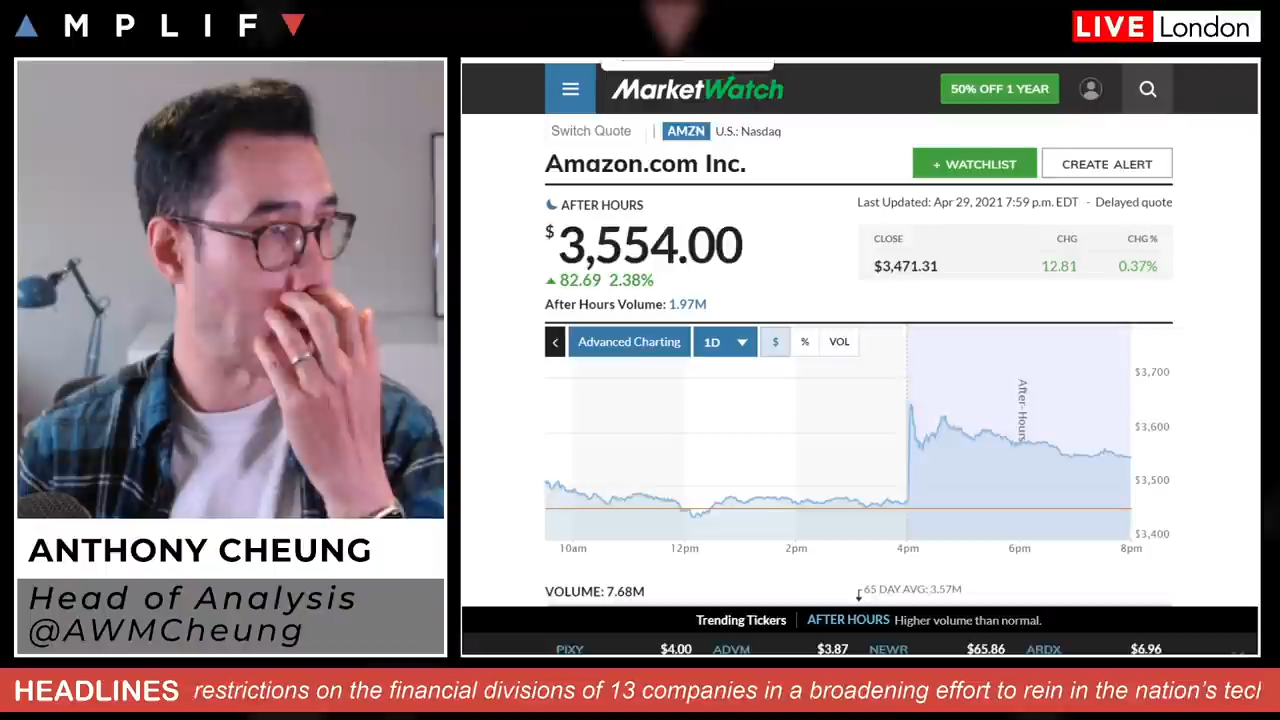 AMPLIFY
LIVE London
MarketWatch
50% OFF 1 YEAR
Switch Quote | AMZN U.S.: Nasdaq
Amazon.com Inc.
+ WATCHLIST
CREATE ALERT
AFTER HOURS
Last Updated: Apr 29, 2021 7:59 p.m. EDT - Delayed quote
$3,554.00
82.69 2.38%
CLOSE CHG CHG %
$3,471.31 12.81 0.37%
After Hours Volume: 1.97M
< Advanced Charting 1D $ % VOL
$3,700
$3,600
$3,500
$3,400
After-Hours
10am 12pm 2pm 4pm 6pm 8pm
VOLUME: 7.68M
65 DAY AVG: 3.57M
Trending Tickers | AFTER HOURS Higher volume than normal.
PIXY $4.00 ADVM $3.87 NEWR $65.86 ARDX $6.96
ANTHONY CHEUNG
Head of Analysis
@AWMCheung
HEADLINES restrictions on the financial divisions of 13 companies in a broadening effort to rein in the nation's tecl